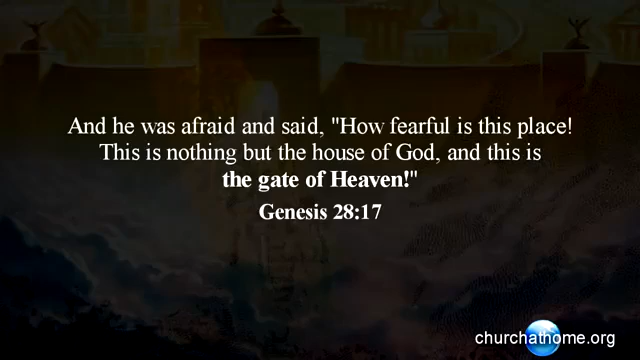 And he was afraid and said, "How fearful is this place!
This is nothing but the house of God, and this is
the gate of Heaven!"
Genesis 28:17
churchathome.org